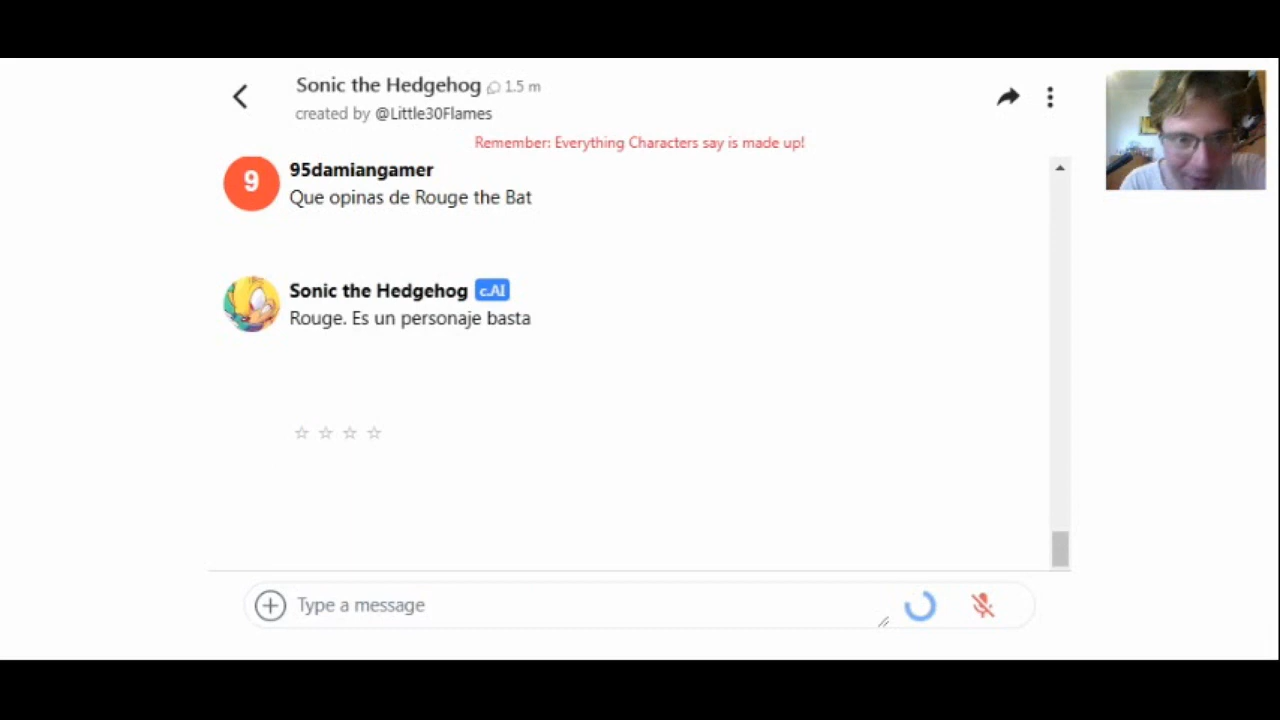 Sonic the Hedgehog 1.5 m
created by @Little30Flames
Remember: Everything Characters say is made up!
9
95damiangamer
Que opinas de Rouge the Bat
Sonic the Hedgehog c.AI
Rouge. Es un personaje basta
Type a message